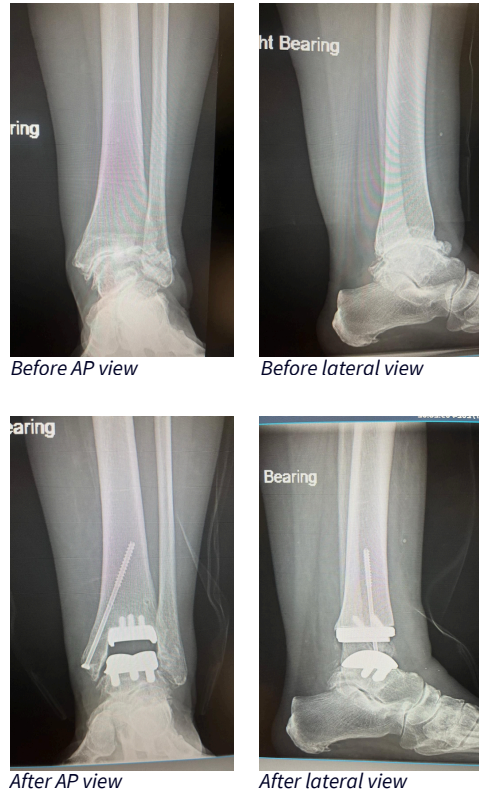 ht Bearing
ring
Before AP view
Before lateral view
earing
Bearing
After AP view
After lateral view